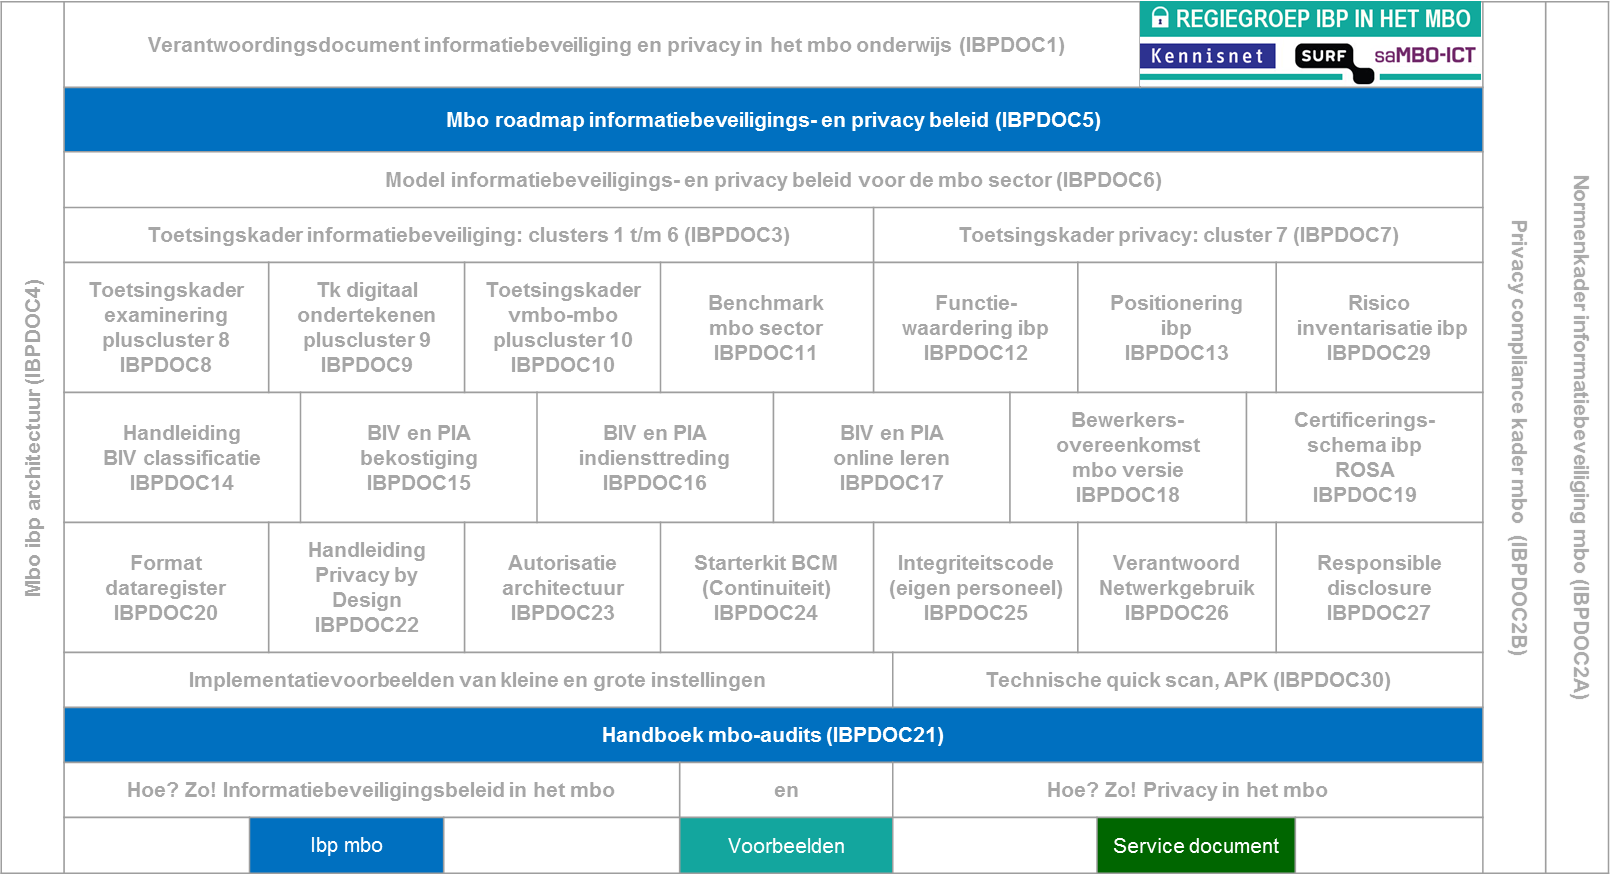 Verantwoordingsdocument informatiebeveiliging en privacy in het mbo onderwijs (IBPDOC1)
REGIEGROEP IBP IN HET MBO
Kennisnet
SURF
saMBO-ICT
Mbo roadmap informatiebeveiligings- en privacy beleid (IBPDOC5)
Model informatiebeveiligings- en privacy beleid voor de mbo sector (IBPDOC6)
Toetsingskader informatiebeveiliging: clusters 1 t/m 6 (IBPDOC3)
Toetsingskader privacy: cluster 7 (IBPDOC7)
Toetsingskader
examinering
pluscluster 8
IBPDOC8
Tk digitaal
ondertekenen
pluscluster 9
IBPDOC9
Toetsingskader
vmbo-mbo
pluscluster 10
IBPDOC10
Benchmark
mbo sector
IBPDOC11
Functie-
waardering ibp
IBPDOC12
Positionering
ibp
IBPDOC13
Risico
inventarisatie ibp
IBPDOC29
Handleiding
BIV classificatie
IBPDOC14
BIV en PIA
bekostiging
IBPDOC15
BIV en PIA
indiensttreding
IBPDOC16
BIV en PIA
online leren
IBPDOC17
Bewerkers-
overeenkomst
mbo versie
IBPDOC18
Certificerings-
schema ibp
ROSA
IBPDOC19
Format
dataregister
IBPDOC20
Handleiding
Privacy by
Design
IBPDOC22
Autorisatie
architectuur
IBPDOC23
Starterkit BCM
(Continuiteit)
IBPDOC24
Integriteitscode
(eigen personeel)
IBPDOC25
Verantwoord
Netwerkgebruik
IBPDOC26
Responsible
disclosure
IBPDOC27
Implementatievoorbeelden van kleine en grote instellingen
Technische quick scan, APK (IBPDOC30)
Handboek mbo-audits (IBPDOC21)
Hoe? Zo! Informatiebeveiligingsbeleid in het mbo
en
Hoe? Zo! Privacy in het mbo
Ibp mbo
Voorbeelden
Service document
Mbo ibp architectuur (IBPDOC4)
Privacy compliance kader mbo (IBPDOC2B)
Normenkader informatiebeveiliging mbo (IBPDOC2A)